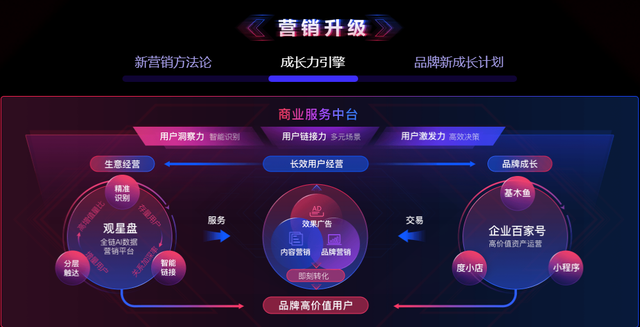 营销升级
新营销方法论
成长力引擎
品牌新成长计划
商业服务中台
用户洞察力 智能识别
用户链接力 多元场景
用户激发力 高效决策
生意经营
长效用户经营
品牌成长
精准
识别
观星盘
全链AI数据
营销平台
分层
触达
智能
链接
存量用户
服务
AD
效果广告
内容营销
品牌营销
即刻转化
交易
基木鱼
企业百家号
高价值资产运营
度小店
小程序
品牌高价值用户